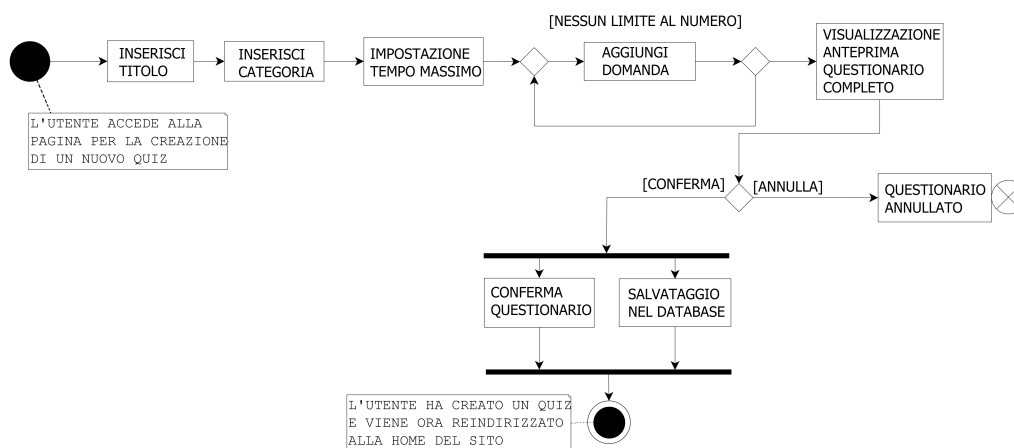 [NESSUN LIMITE AL NUMERO]
INSERISCI
TITOLO
INSERISCI
CATEGORIA
IMPOSTAZIONE
TEMPO MASSIMO
AGGIUNGI
DOMANDA
VISUALIZZAZIONE
ANTEPRIMA
QUESTIONARIO
COMPLETO
L'UTENTE ACCEDE ALLA
PAGINA PER LA CREAZIONE
DI UN NUOVO QUIZ
[CONFERMA]
[ANNULLA]
QUESTIONARIO
ANNULLATO
CONFERMA
QUESTIONARIO
SALVATAGGIO
NEL DATABASE
L'UTENTE HA CREATO UN QUIZ
E VIENE ORA REINDIRIZZATO
ALLA HOME DEL SITO